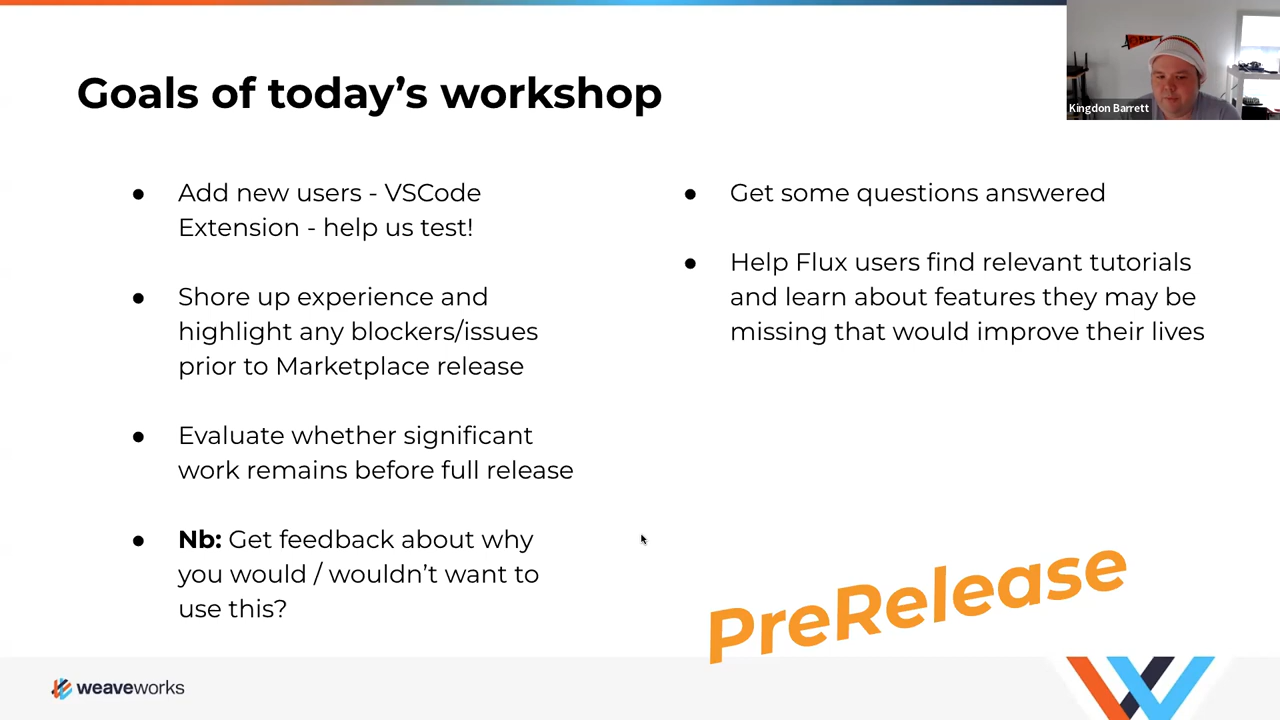 Goals of today's workshop
Kingdon Barrett
● Add new users - VSCode
Extension - help us test!
● Shore up experience and
highlight any blockers/issues
prior to Marketplace release
● Evaluate whether significant
work remains before full release
● Nb: Get feedback about why
you would / wouldn't want to
use this?
● Get some questions answered
● Help Flux users find relevant tutorials
and learn about features they may be
missing that would improve their lives
PreRelease
weaveworks